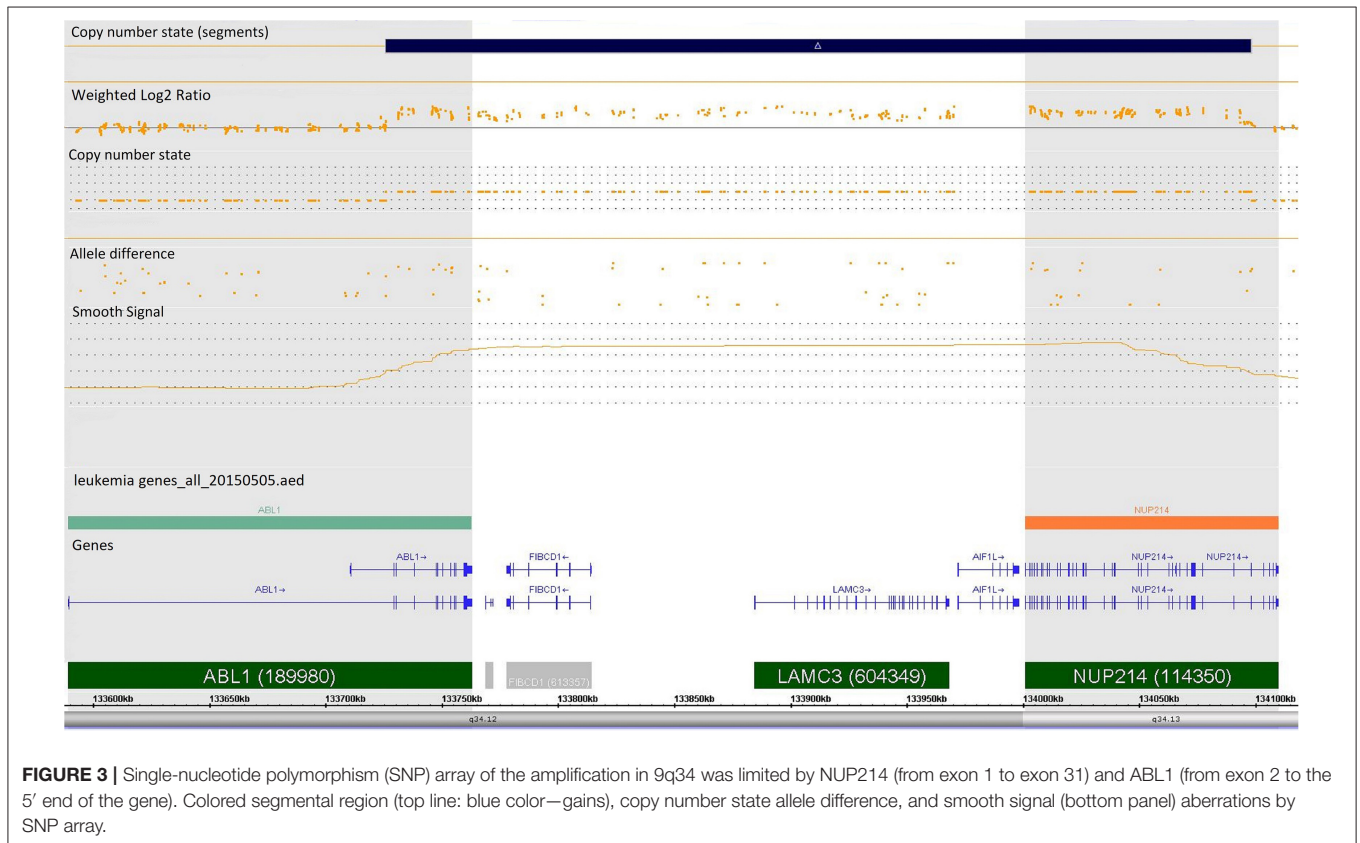 Copy number state (segments)
Weighted Log2 Ratio
Copy number state
Allele difference
Smooth Signal
leukemia genes_all_20150505.aed
ABL1 NUP214
Genes
ABL1→ FIBCD1← AIF1L→ NUP214→ NUP214→
ABL1→ FIBCD1← LAMC3→ AIF1L→ NUP214→
ABL1 (189980) FIBCD1 (613357) LAMC3 (604349) NUP214 (114350)
133600kb 133650kb 133700kb 133750kb 133800kb 133850kb 133900kb 133950kb 134000kb 134050kb 134100kb
q34.12 q34.13
FIGURE 3 | Single-nucleotide polymorphism (SNP) array of the amplification in 9q34 was limited by NUP214 (from exon 1 to exon 31) and ABL1 (from exon 2 to the
5′ end of the gene). Colored segmental region (top line: blue color—gains), copy number state allele difference, and smooth signal (bottom panel) aberrations by
SNP array.